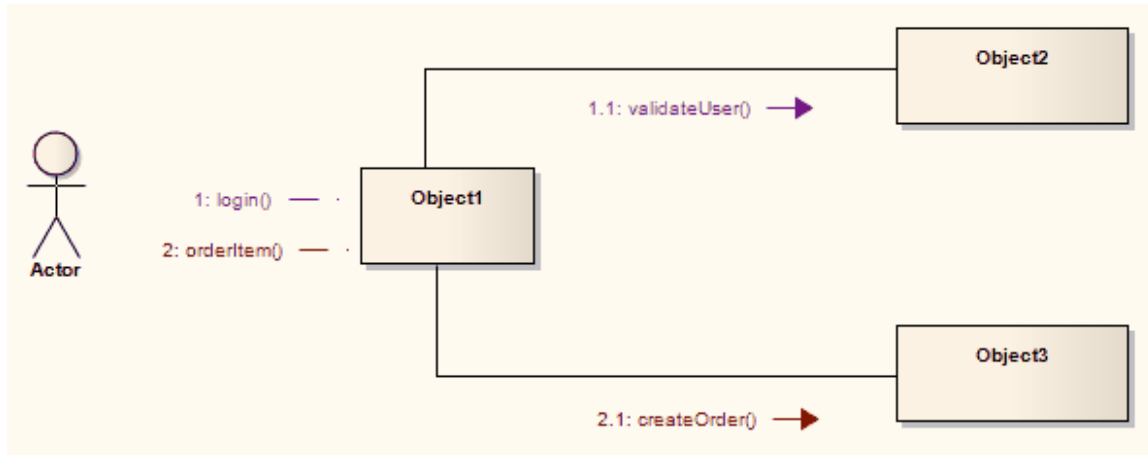 Object2
1.1: validateUser()
1: login()
Object1
2: orderItem()
Actor
Object3
2.1: createOrder()